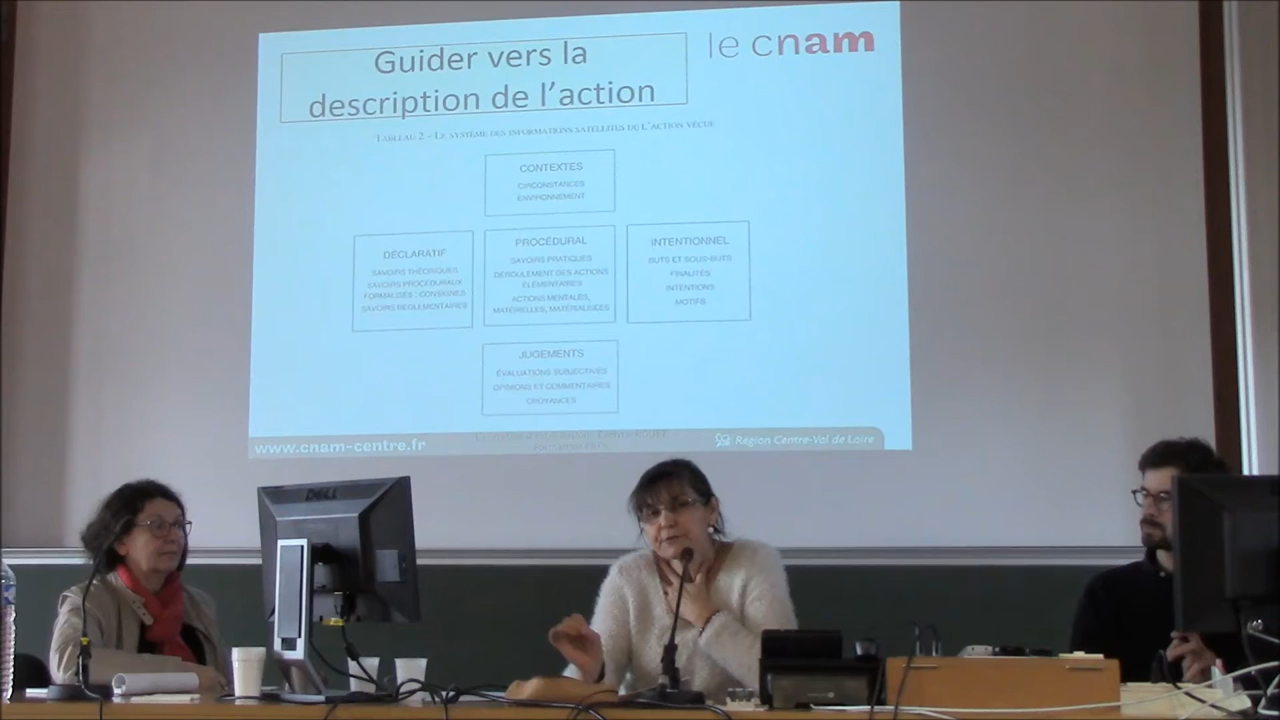 Guider vers la
description de l'action
le cnam
TABLEAU 2 - LE SYSTÈME DES INFORMATIONS SATELLITES DE L'ACTION VÉCUE
CONTEXTES
CIRCONSTANCES
ENVIRONNEMENT
DECLARATIF
SAVOIRS THÉORIQUES
SAVOIRS PROCÉDURAUX
FORMALISÉS : CONSIGNES
SAVOIRS RÉGLEMENTAIRES
PROCÉDURAL
SAVOIRS PRATIQUES
DÉROULEMENT DES ACTIONS
ÉLÉMENTAIRES
ACTIONS MENTALES,
MATÉRIELLES, MATÉRIALISÉES
INTENTIONNEL
BUTS ET SOUS-BUTS
FINALITÉS
INTENTIONS
MOTIFS
JUGEMENTS
ÉVALUATIONS SUBJECTIVES
OPINIONS ET COMMENTAIRES
CROYANCES
www.cnam-centre.fr
Région Centre-Val de Loire
DELL